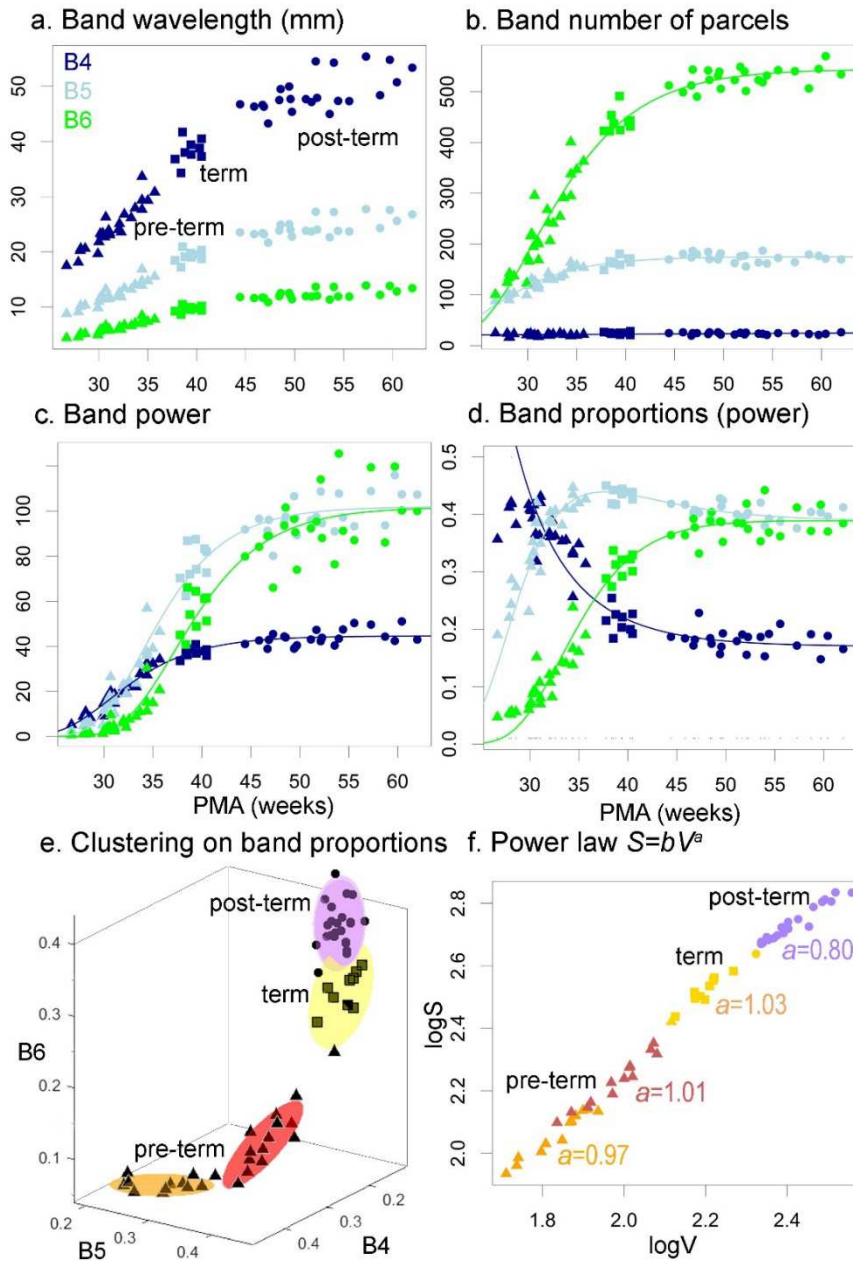 a. Band wavelength (mm)
B4
B5
B6
post-term
term
pre-term
50
40
30
20
10
30 35 40 45 50 55 60
b. Band number of parcels
500
400
300
200
100
0
30 35 40 45 50 55 60
c. Band power
100
80
60
40
20
0
30 35 40 45 50 55 60
PMA (weeks)
d. Band proportions (power)
0.5
0.4
0.3
0.2
0.1
0.0
30 35 40 45 50 55 60
PMA (weeks)
e. Clustering on band proportions
post-term
term
pre-term
B6
0.4
0.3
0.2
0.1
0.2
0.3
0.4
B5
0.4
0.3
0.2
B4
f. Power law S=bVᵃ
post-term
a=0.80
term
a=1.03
pre-term
a=1.01
a=0.97
logS
2.8
2.6
2.4
2.2
2.0
1.8 2.0 2.2 2.4
logV